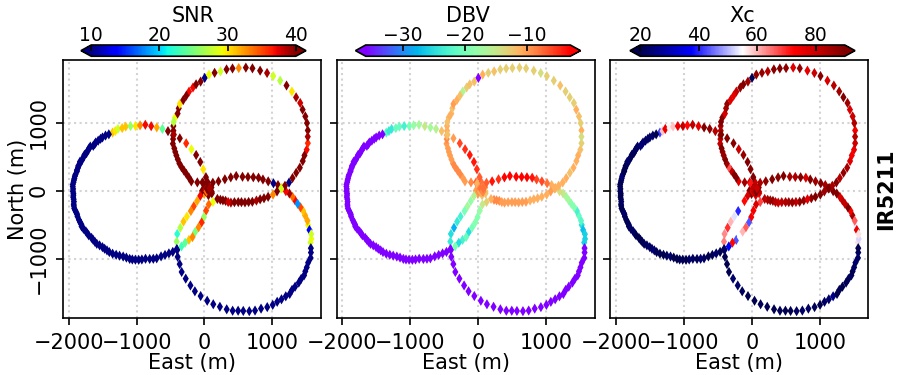 SNR DBV Xc
10 20 30 40 −30 −20 −10 20 40 60 80
North (m)
1000
0
−1000
IR5211
−2000 −1000 0 1000 −2000 −1000 0 1000 −2000 −1000 0 1000
East (m) East (m) East (m)